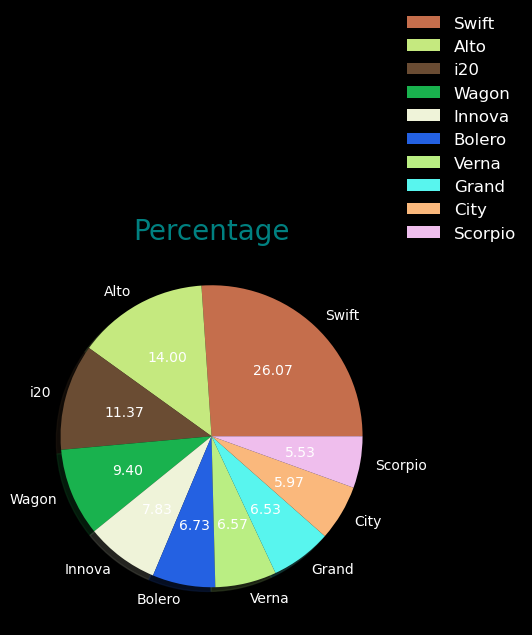 Swift
Alto
i20
Wagon
Innova
Bolero
Verna
Grand
City
Scorpio
Percentage
Alto
Swift
14.00
26.07
i20
11.37
9.40
5.53
Scorpio
5.97
Wagon
7.83
6.73
6.57
6.53
City
Innova
Grand
Bolero
Verna